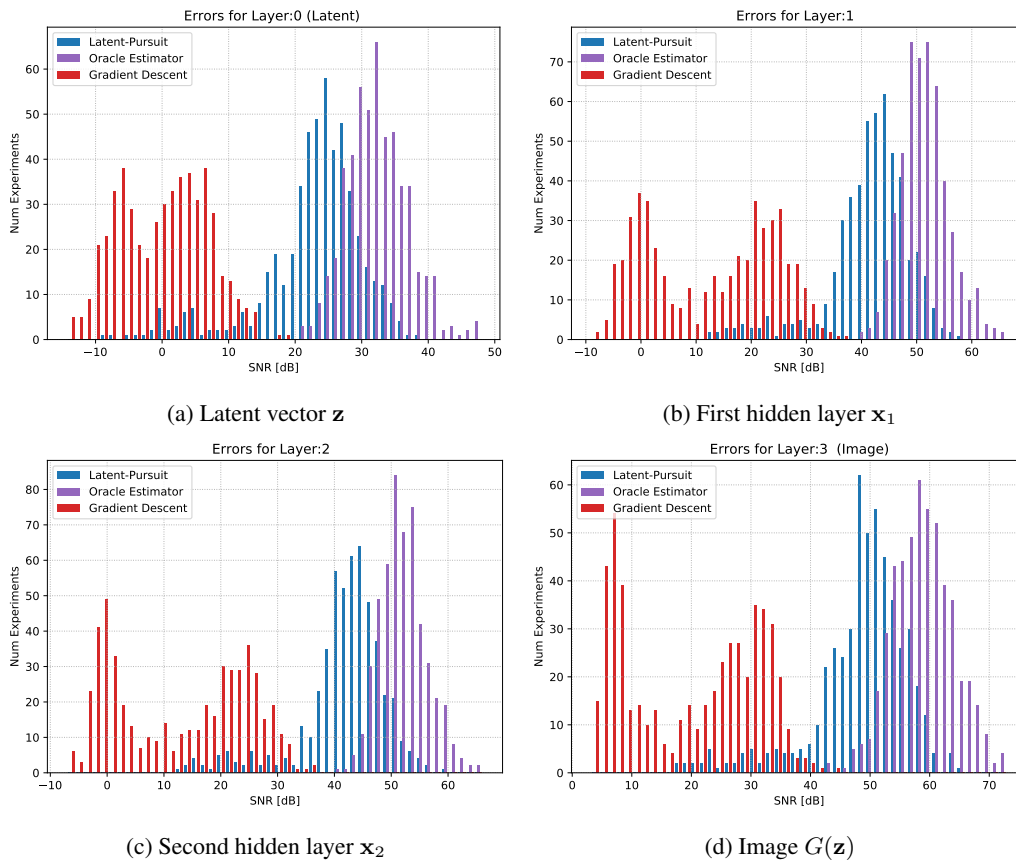 Errors for Layer:0 (Latent)
Latent-Pursuit
Oracle Estimator
Gradient Descent
Num Experiments
60
50
40
30
20
10
0
−10 0 10 20 30 40 50
SNR [dB]
(a) Latent vector z
Errors for Layer:1
Latent-Pursuit
Oracle Estimator
Gradient Descent
Num Experiments
70
60
50
40
30
20
10
0
−10 0 10 20 30 40 50 60
SNR [dB]
(b) First hidden layer x₁
Errors for Layer:2
Latent-Pursuit
Oracle Estimator
Gradient Descent
Num Experiments
80
70
60
50
40
30
20
10
0
−10 0 10 20 30 40 50 60
SNR [dB]
(c) Second hidden layer x₂
Errors for Layer:3 (Image)
Latent-Pursuit
Oracle Estimator
Gradient Descent
Num Experiments
60
50
40
30
20
10
0
0 10 20 30 40 50 60 70
SNR [dB]
(d) Image G(z)